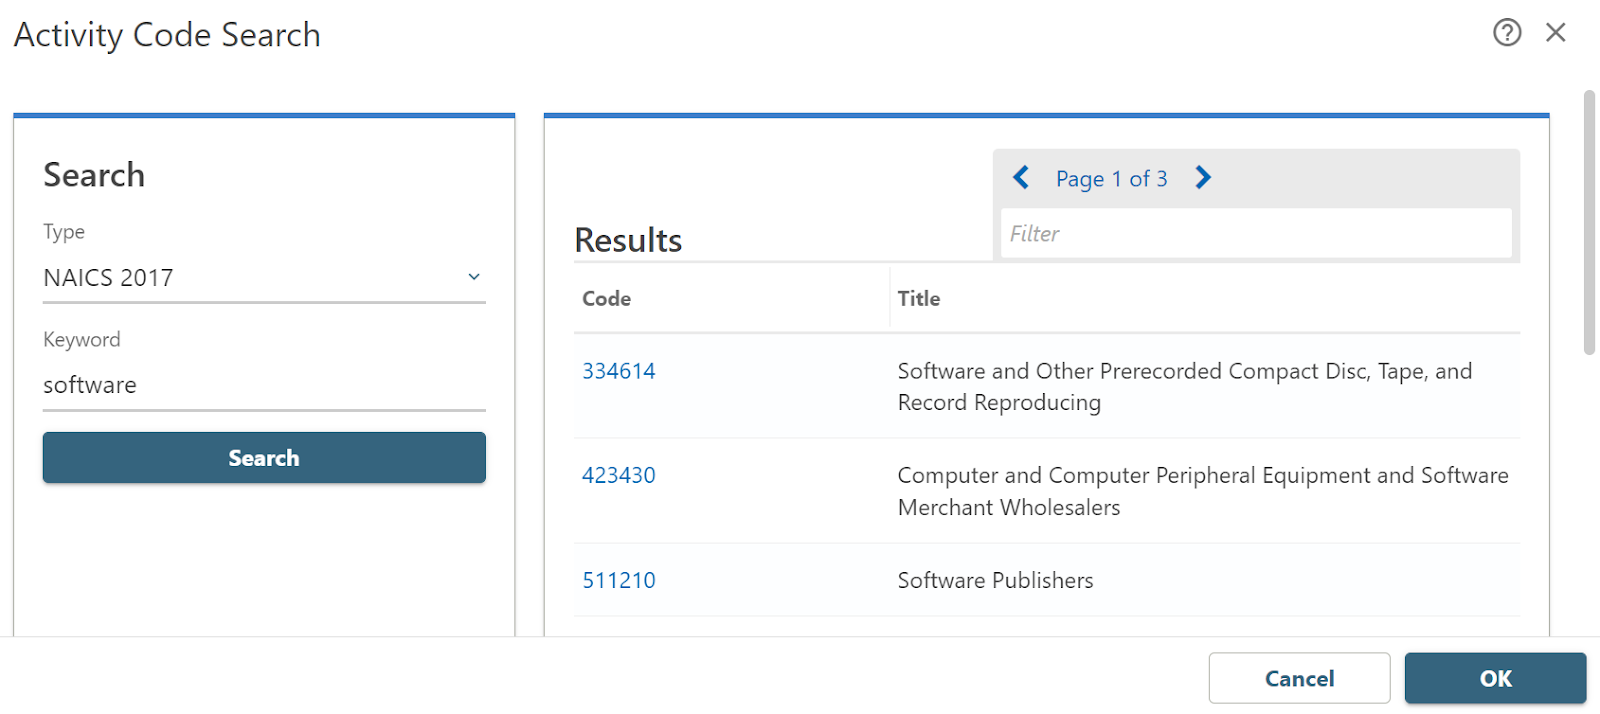 Activity Code Search
Search
Type
NAICS 2017
Keyword
software
Search
Page 1 of 3
Filter
Results
Code
Title
334614
Software and Other Prerecorded Compact Disc, Tape, and
Record Reproducing
423430
Computer and Computer Peripheral Equipment and Software
Merchant Wholesalers
511210
Software Publishers
Cancel
OK